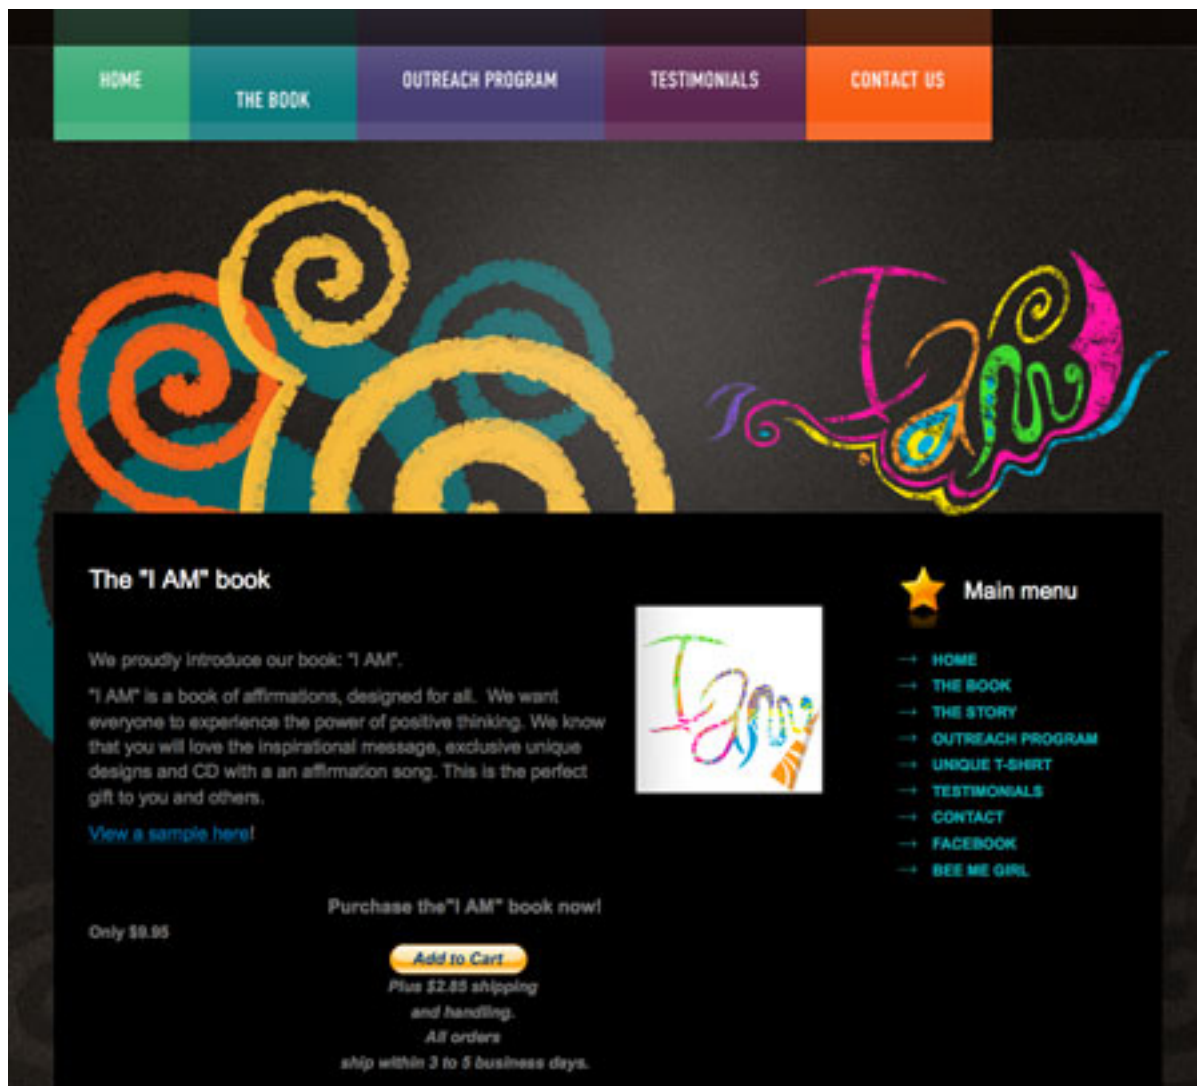 HOME
THE BOOK
OUTREACH PROGRAM
TESTIMONIALS
CONTACT US
I am
The "I AM" book
We proudly introduce our book: "I AM".
"I AM" is a book of affirmations, designed for all.  We want
everyone to experience the power of positive thinking. We know
that you will love the inspirational message, exclusive unique
designs and CD with a an affirmation song. This is the perfect
gift to you and others.
View a sample here!
I am
Purchase the"I AM" book now!
Only $9.95
Add to Cart
Plus $2.85 shipping
and handling.
All orders
ship within 3 to 5 business days.
Main menu
→ HOME
→ THE BOOK
→ THE STORY
→ OUTREACH PROGRAM
→ UNIQUE T-SHIRT
→ TESTIMONIALS
→ CONTACT
→ FACEBOOK
→ BEE ME GIRL